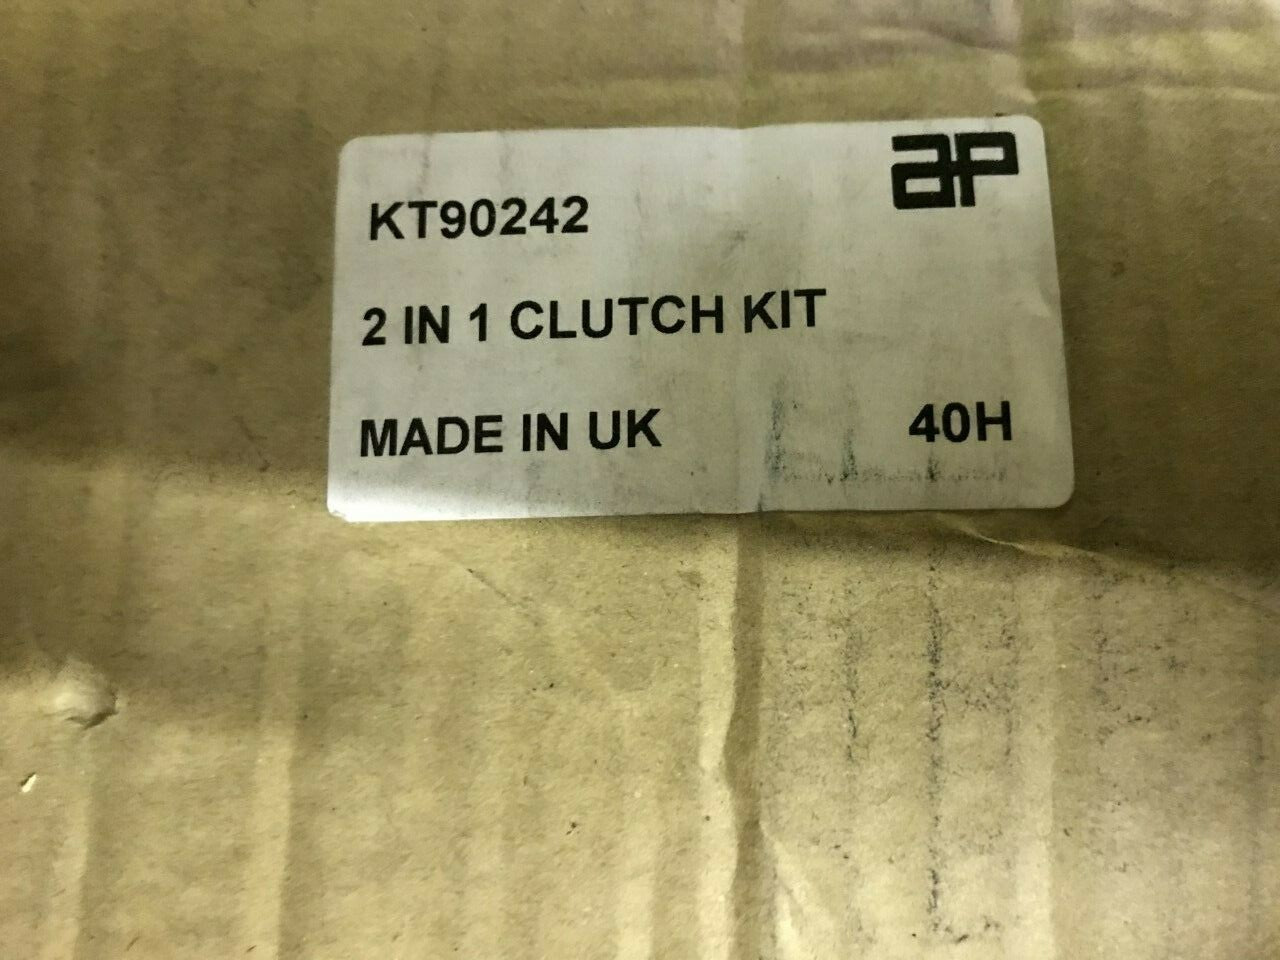 ap
KT90242
2 IN 1 CLUTCH KIT
MADE IN UK 40H